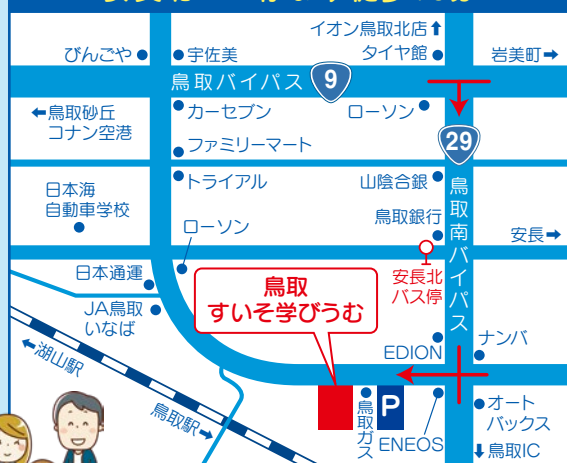 イオン鳥取北店⬆
びんごや
宇佐美
タイヤ館
岩美町➡
鳥取バイパス
9
⬅鳥取砂丘
コナン空港
カーセブン
ローソン
ファミリーマート
29
トライアル
山陰合銀
日本海
自動車学校
鳥取銀行
ローソン
鳥取南バイパス
安長➡
安長北
バス停
日本通運
鳥取
すいそ学びうむ
JA鳥取
いなば
ナンバ
EDION
⬅湖山駅
鳥取駅➡
鳥取ガス
P
ENEOS
オート
バックス
⬇鳥取IC